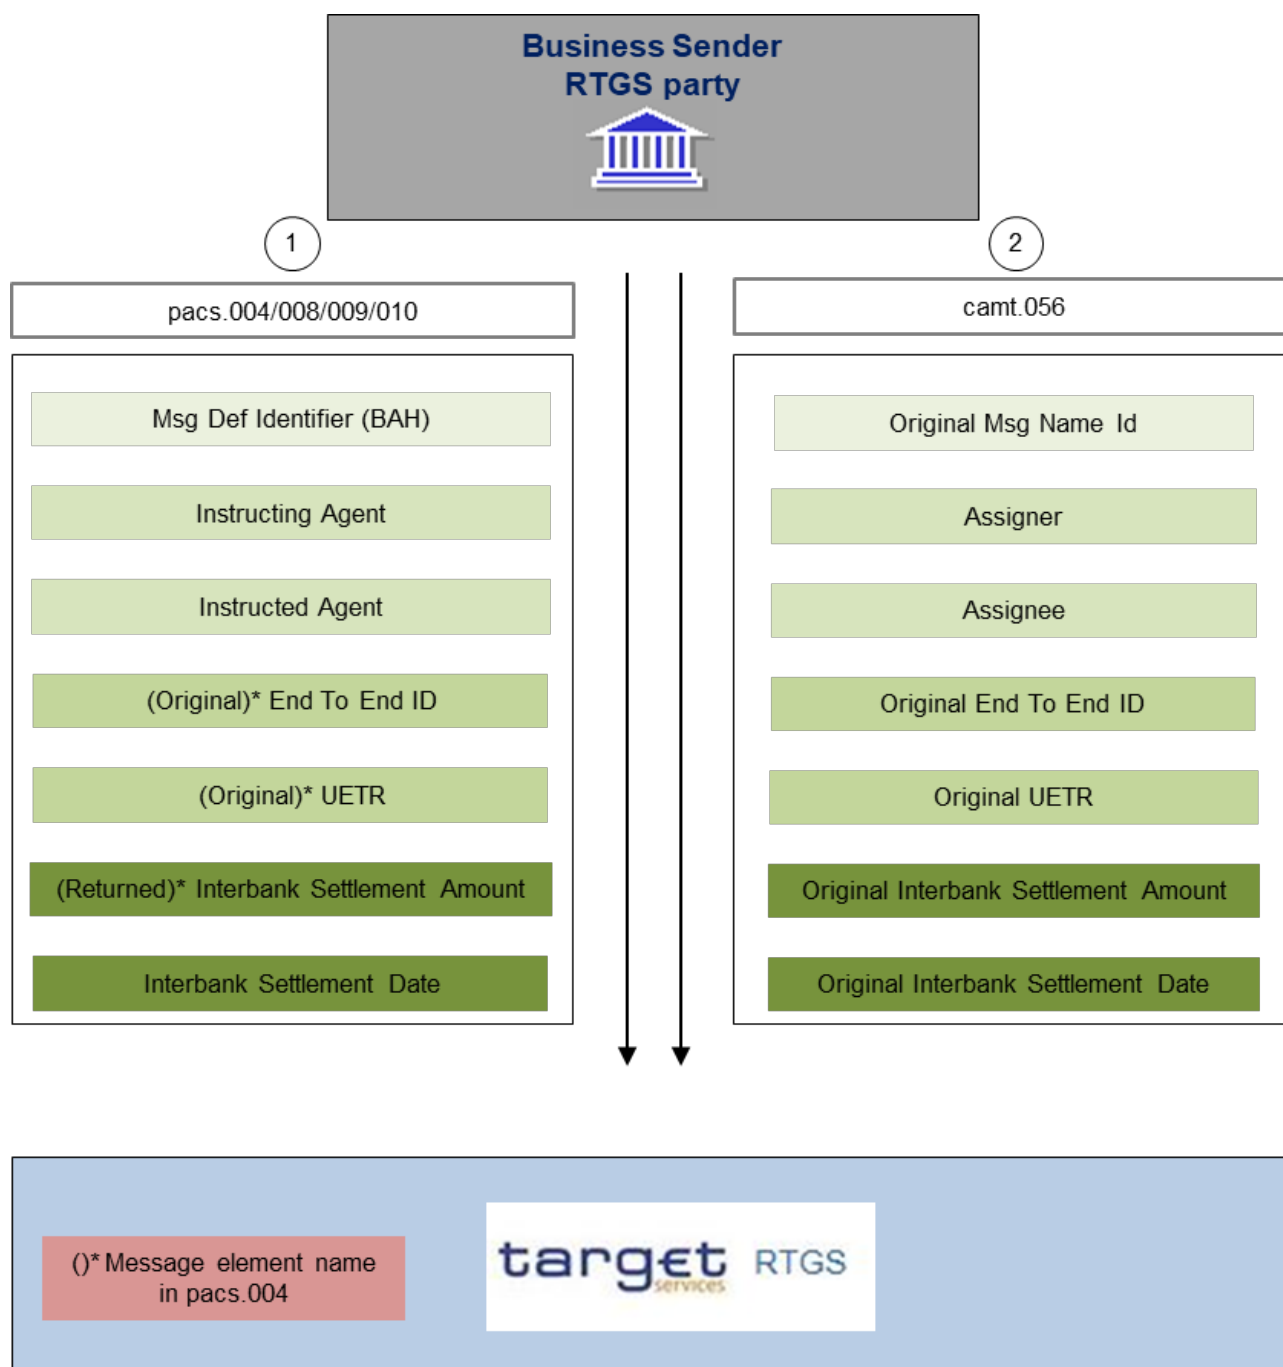 Business Sender
RTGS party
1
2
pacs.004/008/009/010
camt.056
Msg Def Identifier (BAH)
Original Msg Name Id
Instructing Agent
Assigner
Instructed Agent
Assignee
(Original)* End To End ID
Original End To End ID
(Original)* UETR
Original UETR
(Returned)* Interbank Settlement Amount
Original Interbank Settlement Amount
Interbank Settlement Date
Original Interbank Settlement Date
()* Message element name
in pacs.004
target RTGS
services